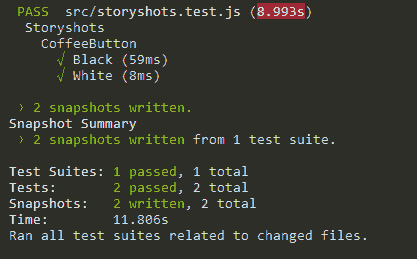 PASS src/storyshots.test.js (8.993s)
Storyshots
CoffeeButton
√ Black (59ms)
√ White (8ms)
› 2 snapshots written.
Snapshot Summary
› 2 snapshots written from 1 test suite.
Test Suites: 1 passed, 1 total
Tests: 2 passed, 2 total
Snapshots: 2 written, 2 total
Time: 11.806s
Ran all test suites related to changed files.